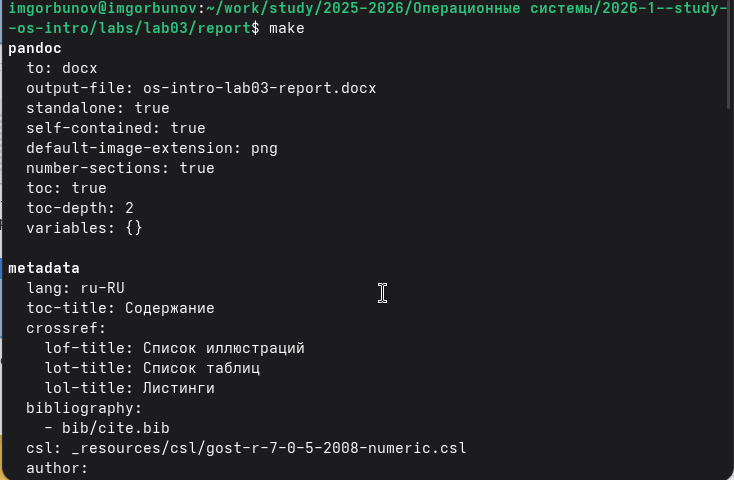 imgorbunov@imgorbunov:~/work/study/2025-2026/Операционные системы/2026-1--study-
-os-intro/labs/lab03/report$ make
pandoc
  to: docx
  output-file: os-intro-lab03-report.docx
  standalone: true
  self-contained: true
  default-image-extension: png
  number-sections: true
  toc: true
  toc-depth: 2
  variables: {}

metadata
  lang: ru-RU
  toc-title: Содержание
  crossref:
    lof-title: Список иллюстраций
    lot-title: Список таблиц
    lol-title: Листинги
  bibliography:
    - bib/cite.bib
  csl: _resources/csl/gost-r-7-0-5-2008-numeric.csl
  author: